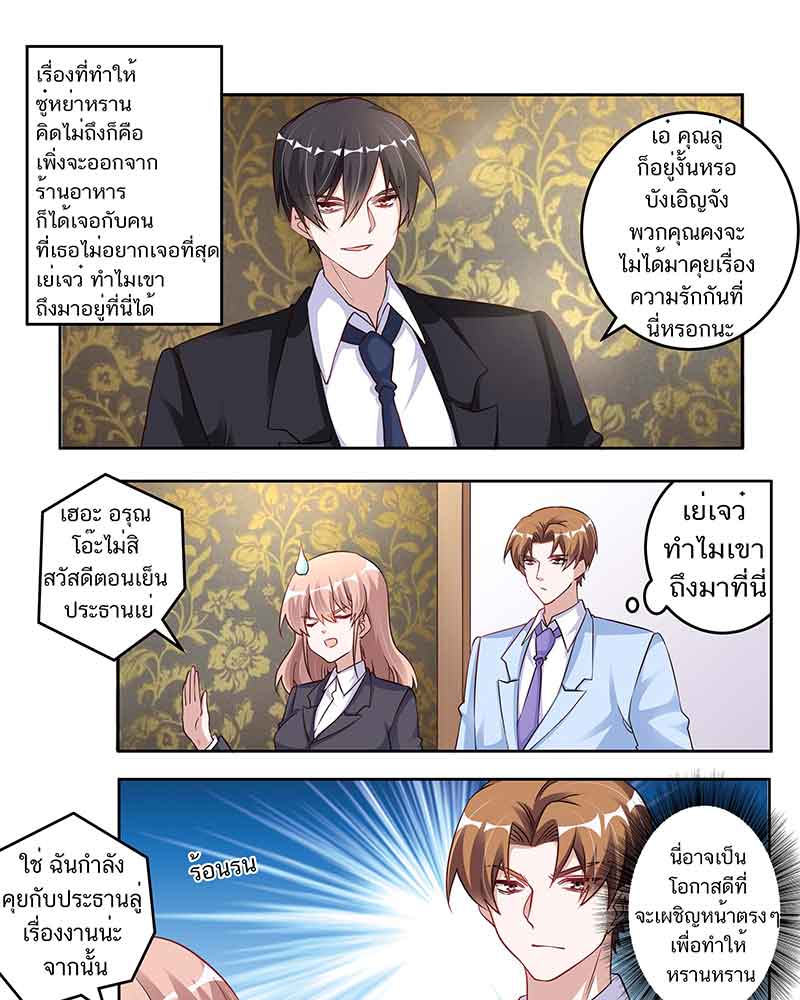 เรื่องที่ทำให้
ซู๋หย่าหราน
คิดไม่ถึงก็คือ
เพิ่งจะออกจาก
ร้านอาหาร
ก็ได้เจอกับคน
ที่เธอไม่อยากเจอที่สุด
เย่เจวี๋ ทำไมเขา
ถึงมาอยู่ที่นี่ได้
เอ๋ คุณลู่
ก็อยู่งั้นหรอ
บังเอิญจัง
พวกคุณคงจะ
ไม่ได้มาคุยเรื่อง
ความรักกันที่
นี่หรอกนะ
เฮอะ อรุณ
โอ๊ะไม่สิ
สวัสดีตอนเย็น
ประธานเย่
เย่เจวี๋
ทำไมเขา
ถึงมาที่นี่
ใช่ ฉันกำลัง
คุยกับประธานลู่
เรื่องงานน่ะ
จากนั้น
ร้อนรน
นี่อาจเป็น
โอกาสดีที่
จะเผชิญหน้าตรงๆ
เพื่อทำให้
หรานหราน